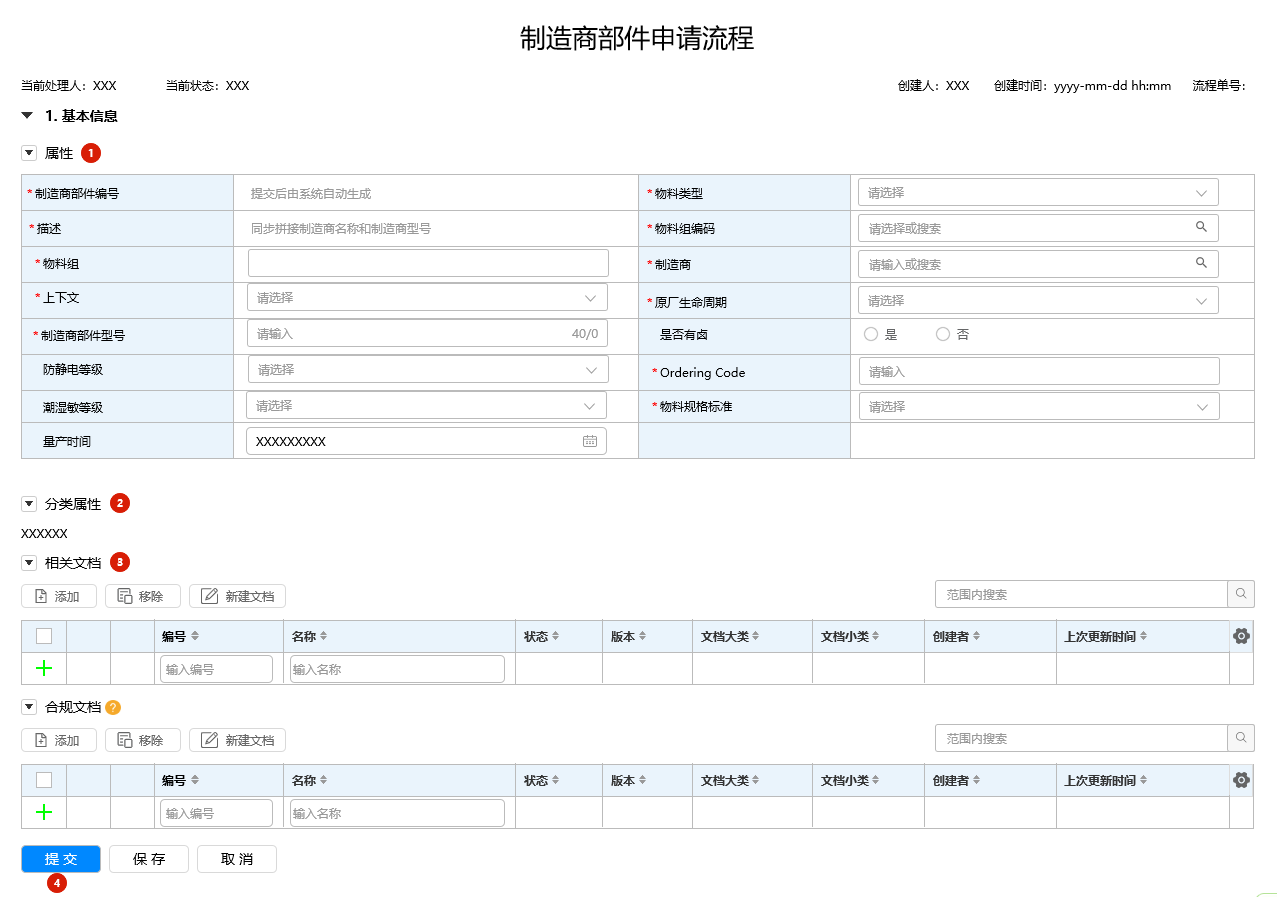 制造商部件申请流程
当前处理人：XXX 当前状态：XXX 创建人：XXX 创建时间：yyyy-mm-dd hh:mm 流程单号：
1. 基本信息
属性 1
*制造商部件编号 提交后由系统自动生成 *物料类型 请选择
*描述 同步拼接制造商名称和制造商型号 *物料组编码 请选择或搜索
*物料组 *制造商 请输入或搜索
*上下文 请选择 *原厂生命周期 请选择
*制造商部件型号 请输入 40/0 是否有卤 是 否
防静电等级 请选择 *Ordering Code 请输入
潮湿敏等级 请选择 *物料规格标准 请选择
量产时间 XXXXXXXXX
分类属性 2
XXXXXX
相关文档 3
添加 移除 新建文档 范围内搜索
编号 名称 状态 版本 文档大类 文档小类 创建者 上次更新时间
输入编号 输入名称
合规文档 ?
添加 移除 新建文档 范围内搜索
编号 名称 状态 版本 文档大类 文档小类 创建者 上次更新时间
输入编号 输入名称
提交 保存 取消
4